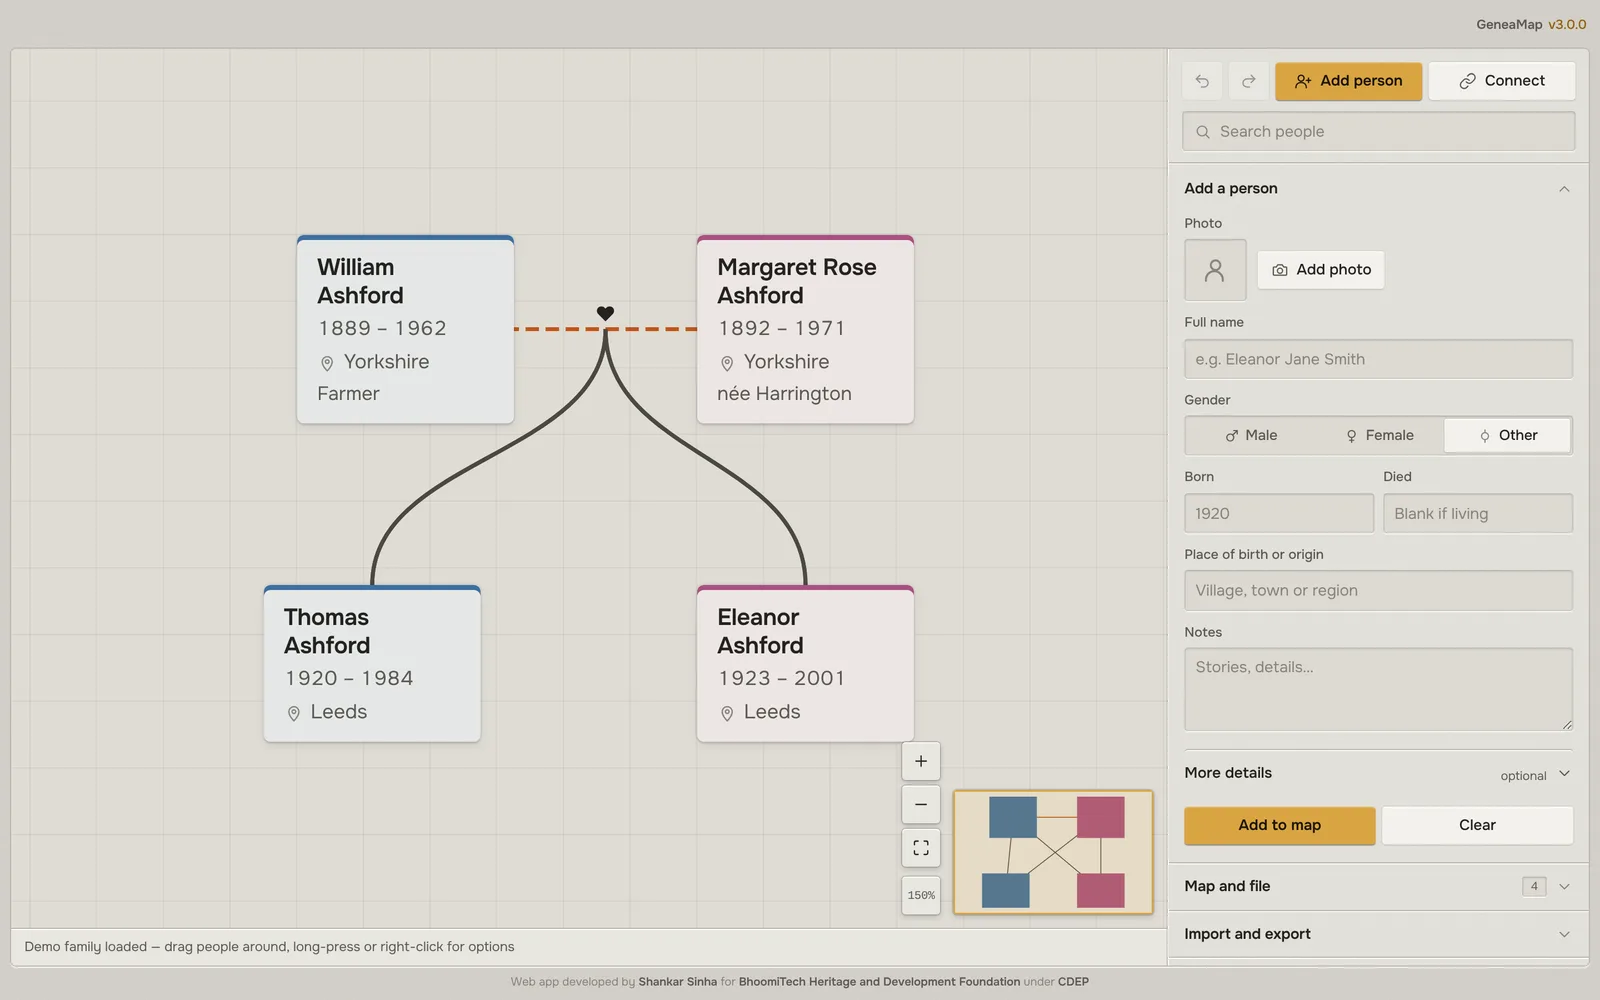 GeneaMap v3.0.0
Add person
Connect
Search people
Add a person
Photo
Add photo
Full name
e.g. Eleanor Jane Smith
Gender
Male
Female
Other
Born
Died
1920
Blank if living
Place of birth or origin
Village, town or region
Notes
Stories, details...
More details
optional
Add to map
Clear
Map and file
4
Import and export
William
Ashford
1889 – 1962
Yorkshire
Farmer
Margaret Rose
Ashford
1892 – 1971
Yorkshire
née Harrington
Thomas
Ashford
1920 – 1984
Leeds
Eleanor
Ashford
1923 – 2001
Leeds
150%
Demo family loaded — drag people around, long-press or right-click for options
Web app developed by Shankar Sinha for BhoomiTech Heritage and Development Foundation under CDEP